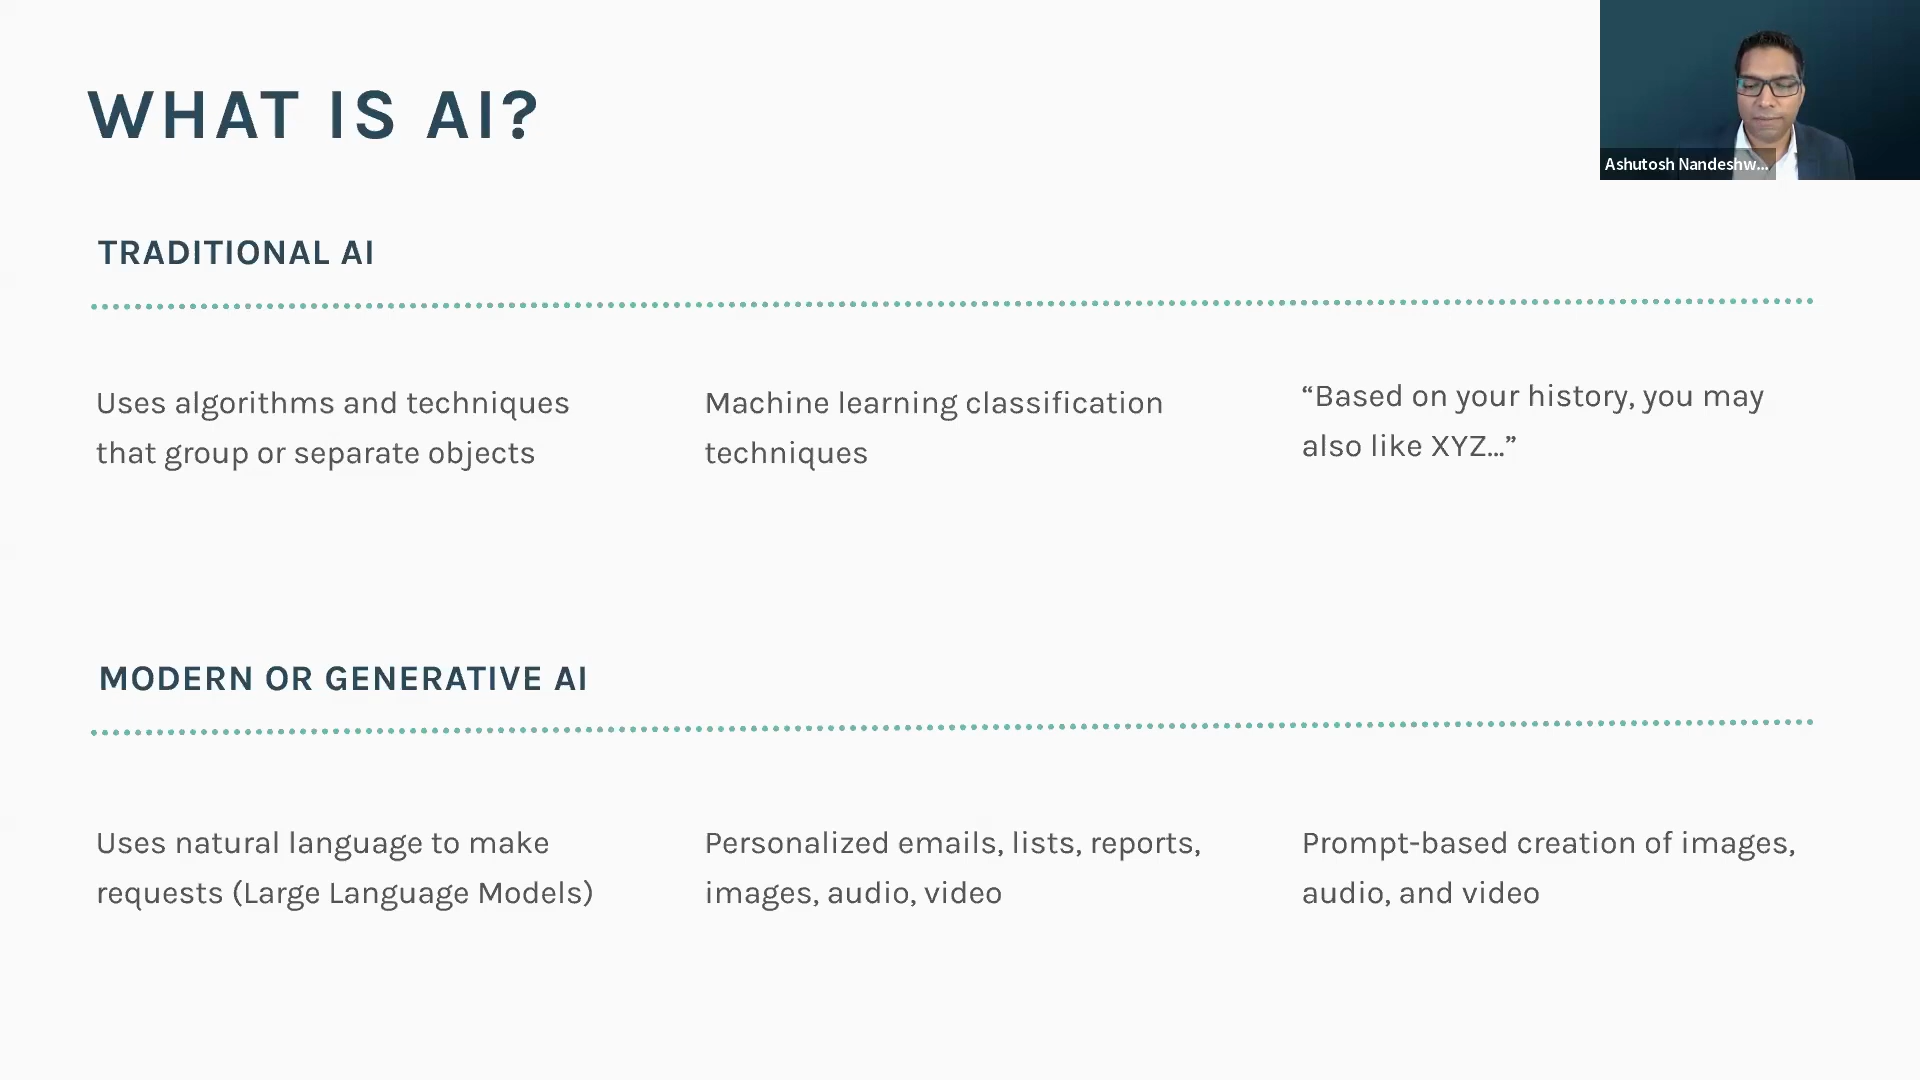 WHAT IS AI?
Ashutosh Nandeshw...
TRADITIONAL AI
Uses algorithms and techniques
that group or separate objects
Machine learning classification
techniques
“Based on your history, you may
also like XYZ...”
MODERN OR GENERATIVE AI
Uses natural language to make
requests (Large Language Models)
Personalized emails, lists, reports,
images, audio, video
Prompt-based creation of images,
audio, and video